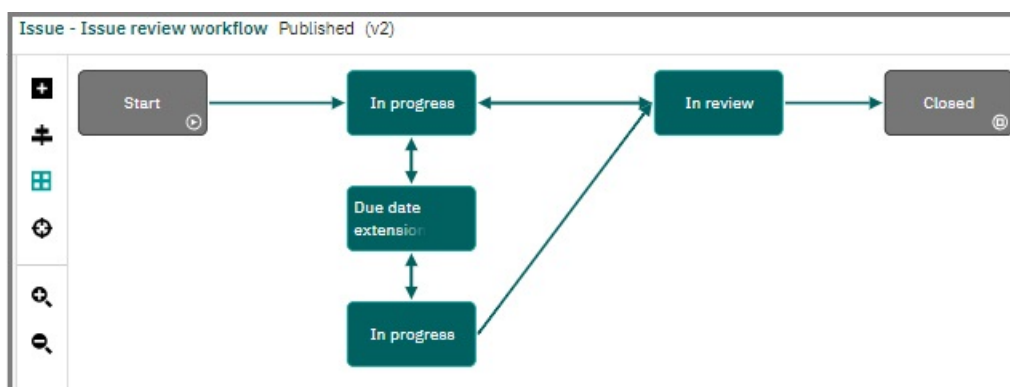 Issue - Issue review workflow Published (v2)
Start
In progress
In review
Closed
Due date
extension
In progress